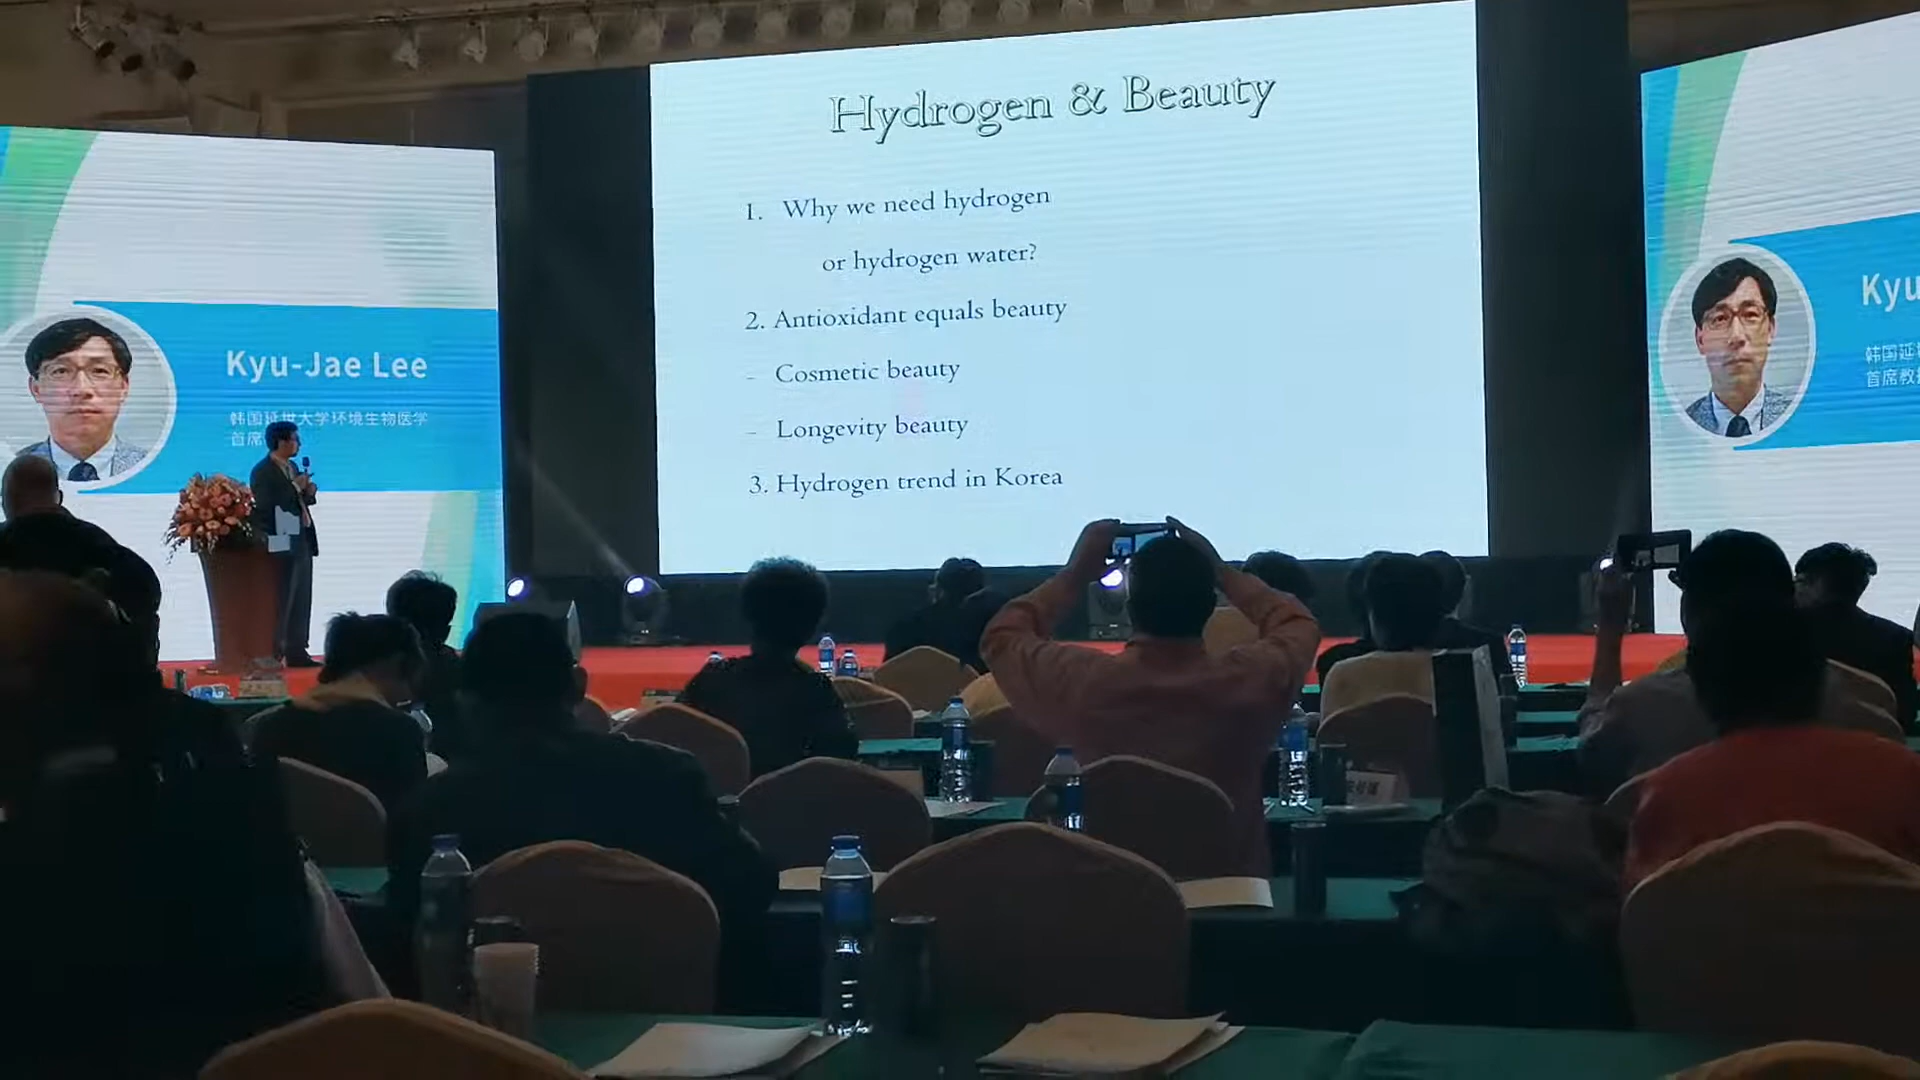 Hydrogen & Beauty
1. Why we need hydrogen
or hydrogen water?
2. Antioxidant equals beauty
- Cosmetic beauty
- Longevity beauty
3. Hydrogen trend in Korea
Kyu-Jae Lee
韩国延世大学环境生物医学
首席
Kyu
韩国延
首席教